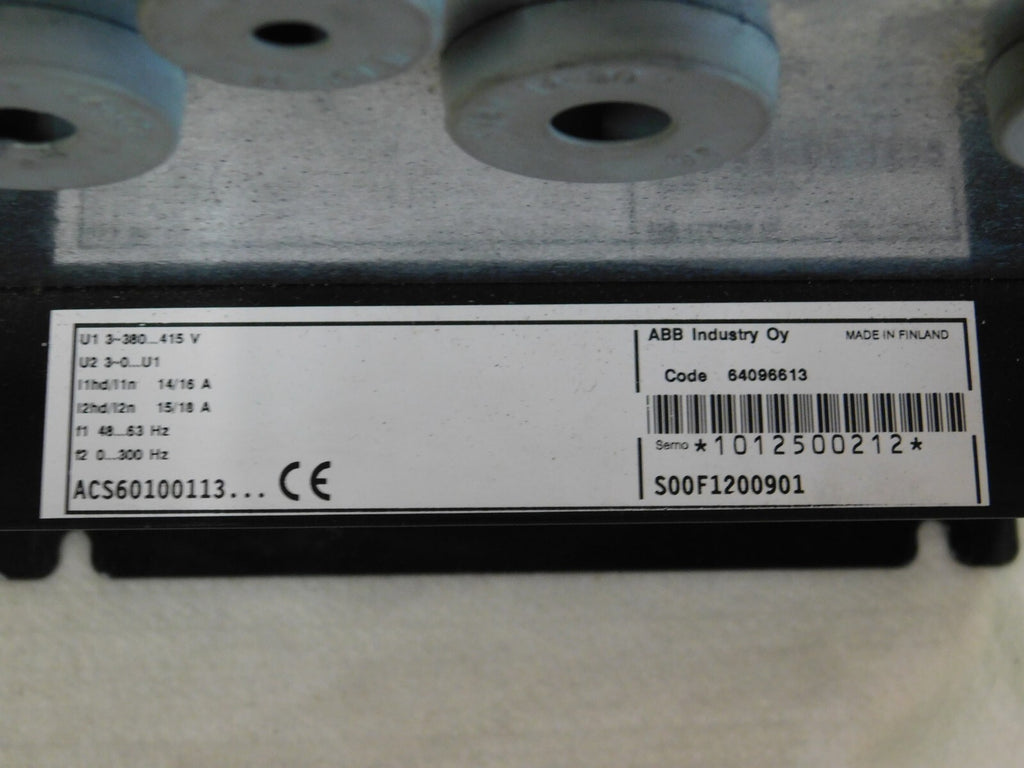 U1 3~380...415 V
U2 3~0...U1
I1hd/I1n 14/16 A
I2hd/I2n 15/18 A
f1 48...63 Hz
f2 0...300 Hz
ACS60100113... CE
ABB Industry Oy MADE IN FINLAND
Code 64096613
Serno *1012500212*
S00F1200901